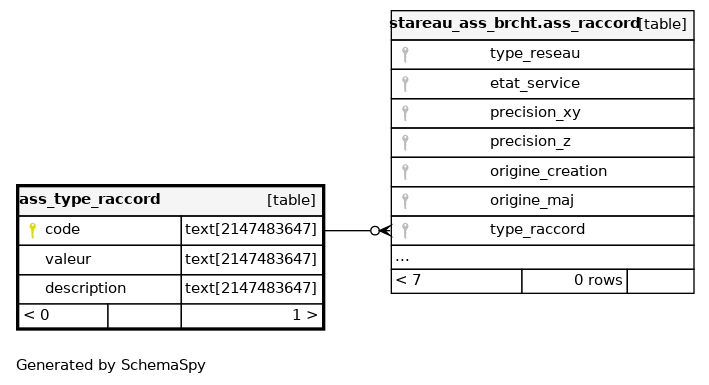 stareau_ass_brcht.ass_raccord [table]
type_reseau
etat_service
precision_xy
precision_z
origine_creation
origine_maj
type_raccord
...
< 7 0 rows
ass_type_raccord [table]
code text[2147483647]
valeur text[2147483647]
description text[2147483647]
< 0 1 >
Generated by SchemaSpy